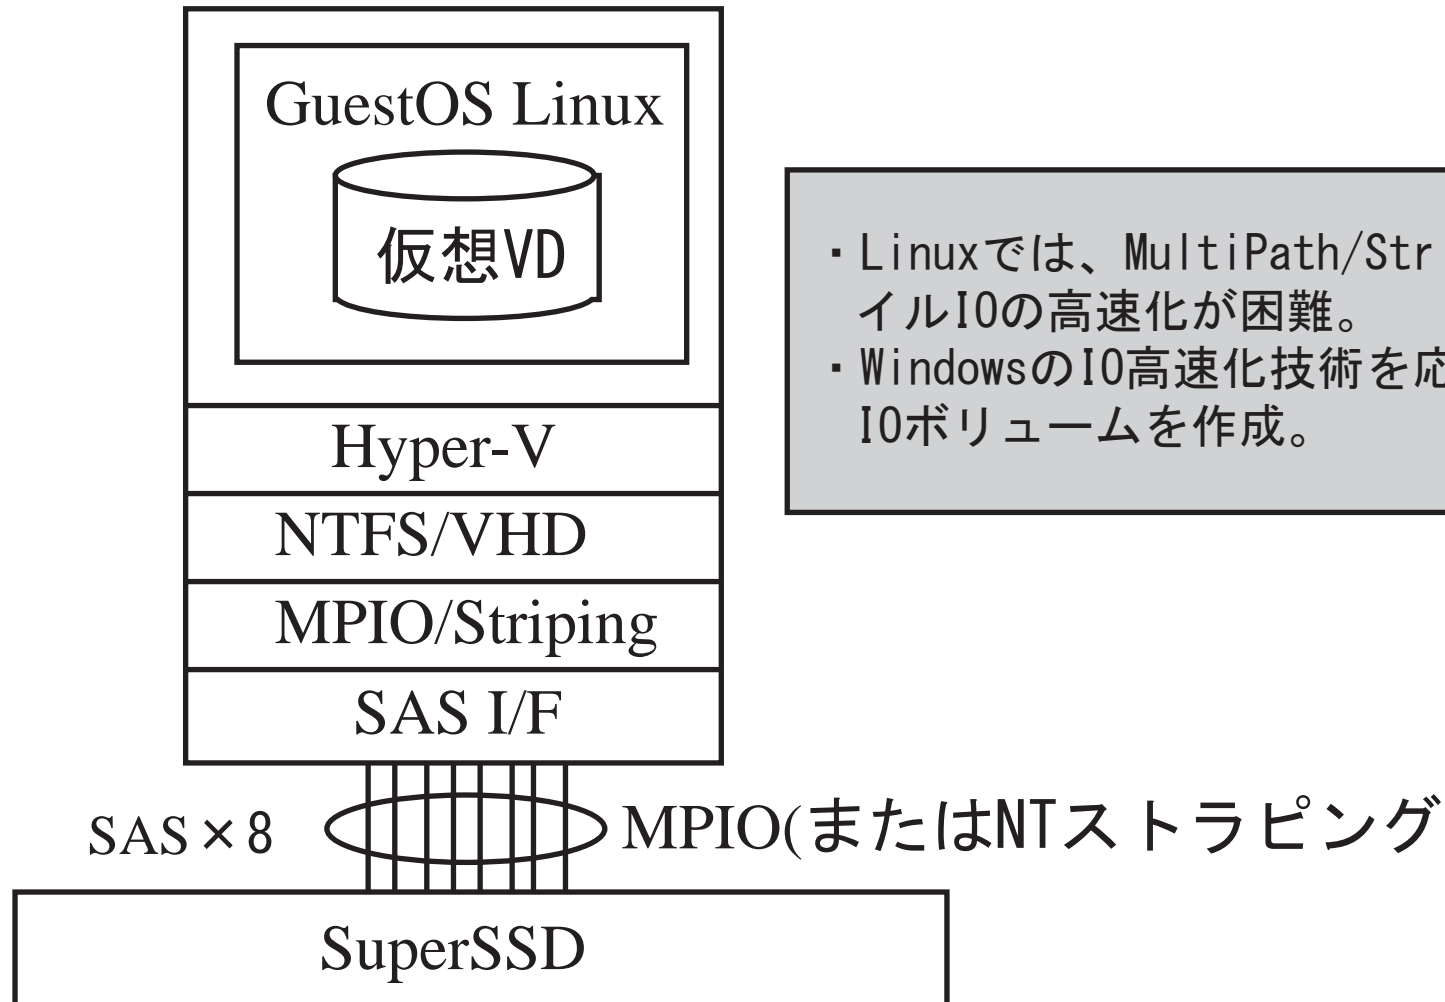 GuestOS Linux
仮想VD
・Linuxでは、MultiPath/Str
イルIOの高速化が困難。
・WindowsのIO高速化技術を応
IOボリュームを作成。
Hyper-V
NTFS/VHD
MPIO/Striping
SAS I/F
SAS×8
MPIO(またはNTストラピング
SuperSSD